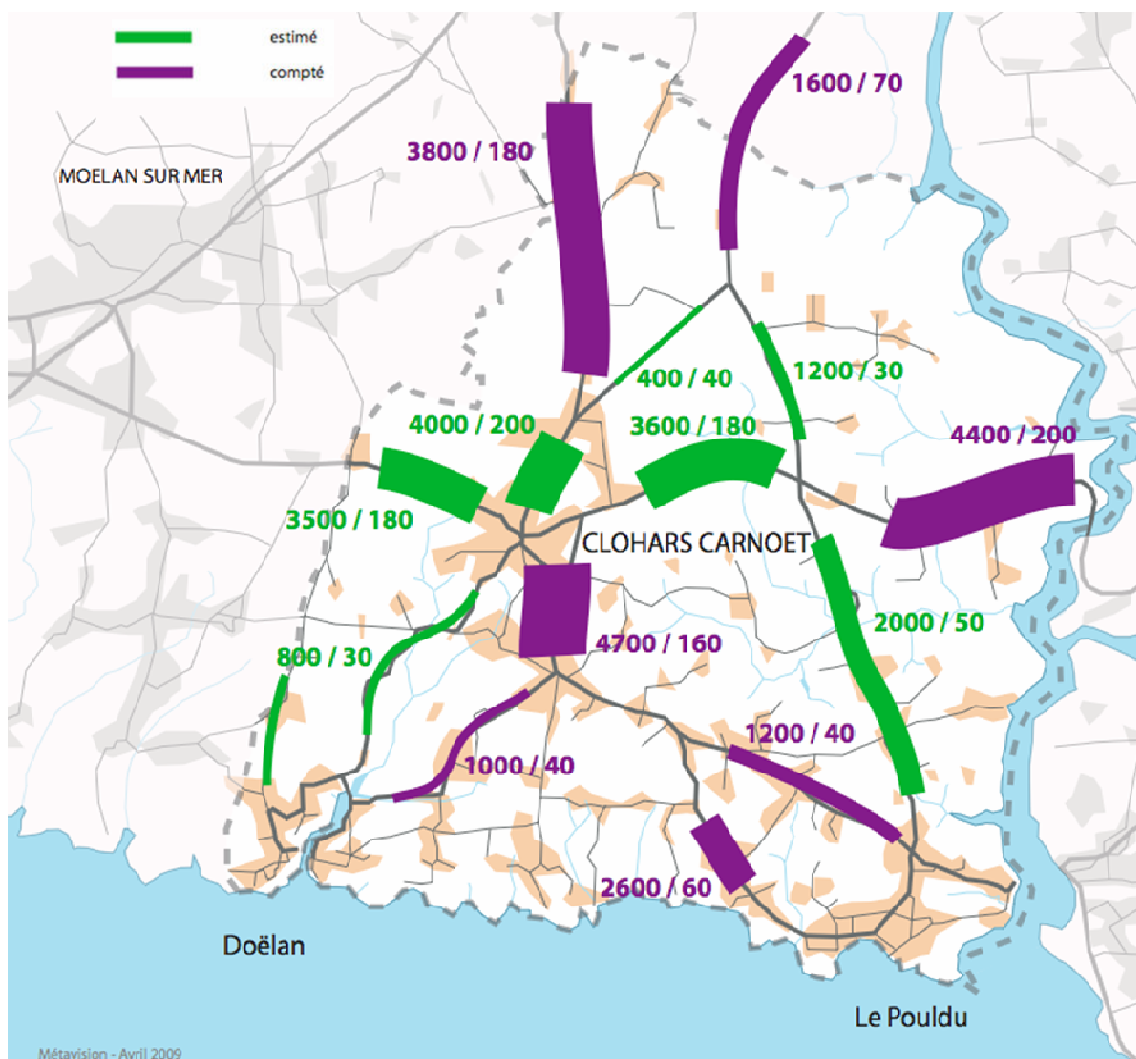 estimé
compté
1600 / 70
3800 / 180
MOELAN SUR MER
400 / 40
1200 / 30
4000 / 200
3600 / 180
4400 / 200
3500 / 180
CLOHARS CARNOET
2000 / 50
4700 / 160
800 / 30
1200 / 40
1000 / 40
2600 / 60
Doëlan
Le Pouldu
Métavision - Avril 2009